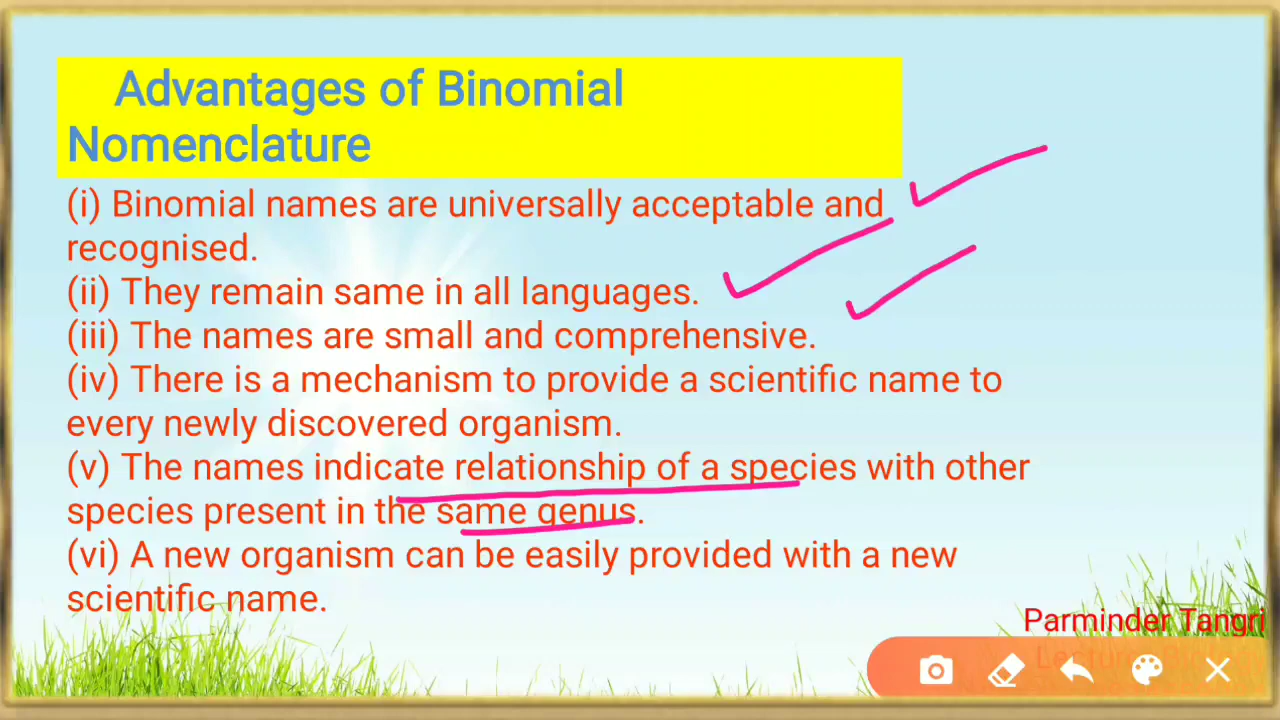 Advantages of Binomial
Nomenclature
(i) Binomial names are universally acceptable and
recognised.
(ii) They remain same in all languages.
(iii) The names are small and comprehensive.
(iv) There is a mechanism to provide a scientific name to
every newly discovered organism.
(v) The names indicate relationship of a species with other
species present in the same genus.
(vi) A new organism can be easily provided with a new
scientific name.
Parminder Tangri